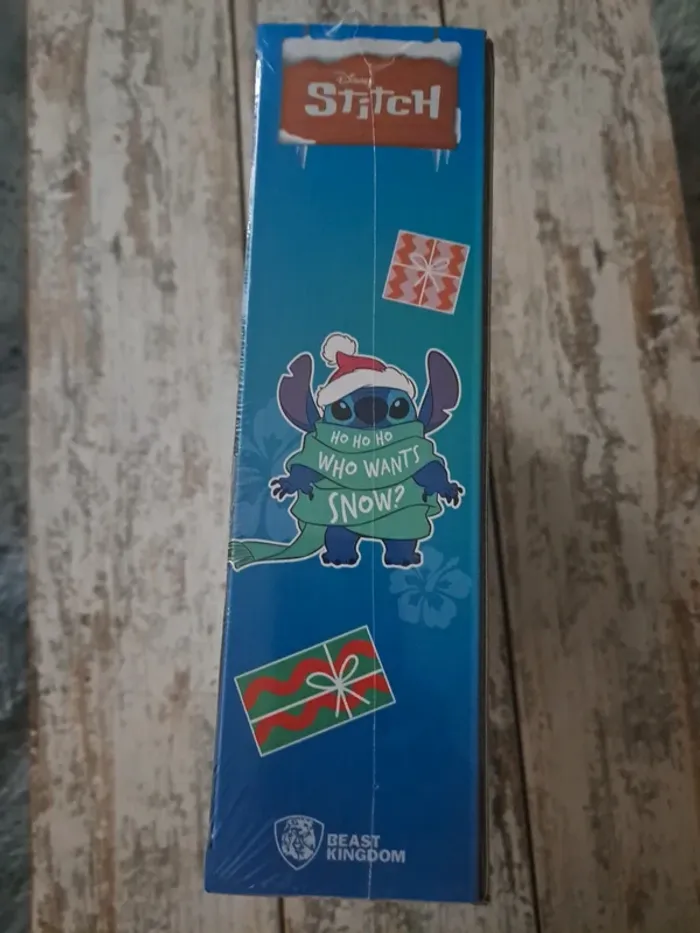 Disney
STITCH
HO HO HO
WHO WANTS
SNOW?
BEAST
KINGDOM